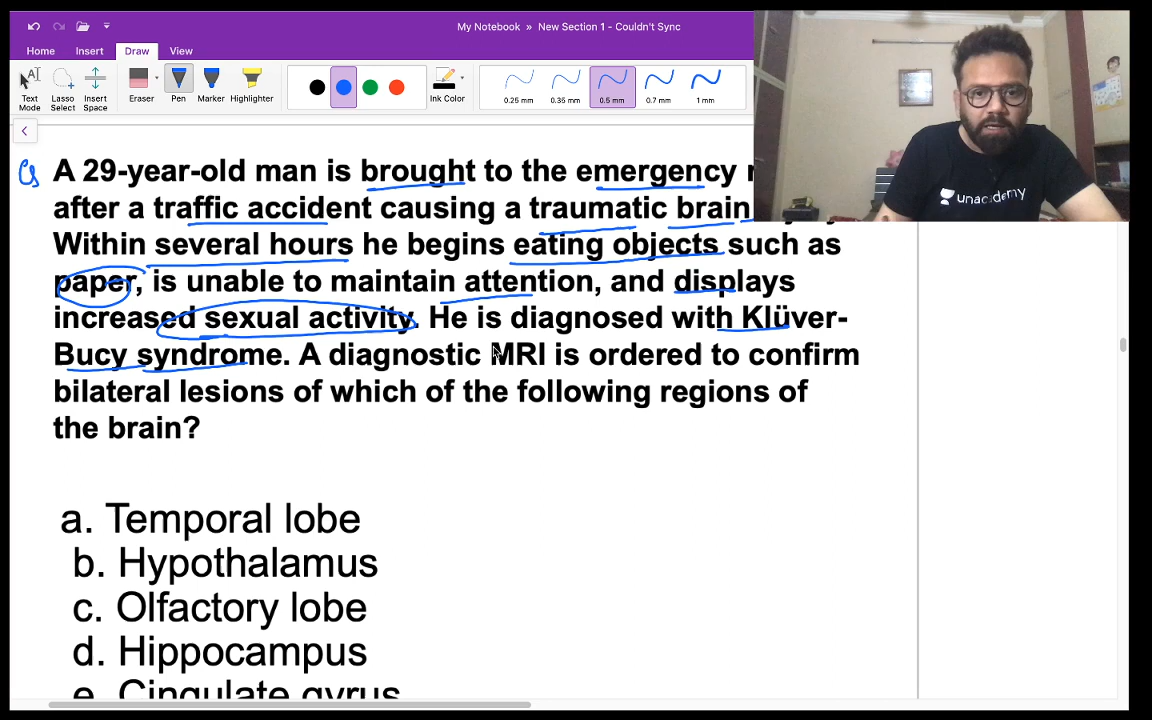 My Notebook » New Section 1 - Couldn't Sync
Home Insert Draw View
Text Mode Lasso Select Insert Space Eraser Pen Marker Highlighter Ink Color 0.25 mm 0.35 mm 0.5 mm 0.7 mm 1 mm
unacademy
Q A 29-year-old man is brought to the emergency
after a traffic accident causing a traumatic brain
Within several hours he begins eating objects such as
paper, is unable to maintain attention, and displays
increased sexual activity. He is diagnosed with Klüver-
Bucy syndrome. A diagnostic MRI is ordered to confirm
bilateral lesions of which of the following regions of
the brain?
a. Temporal lobe
b. Hypothalamus
c. Olfactory lobe
d. Hippocampus
e. Cingulate gyrus